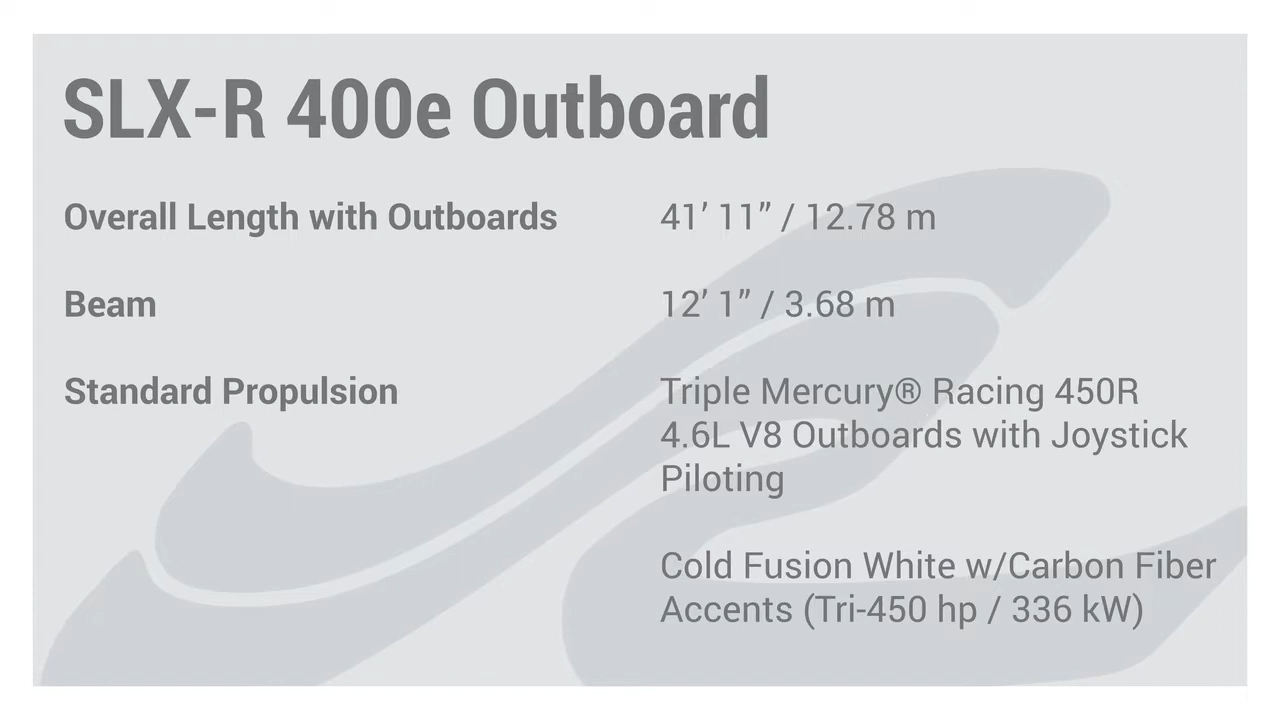 SLX-R 400e Outboard
Overall Length with Outboards 41’ 11” / 12.78 m
Beam 12’ 1” / 3.68 m
Standard Propulsion Triple Mercury® Racing 450R
4.6L V8 Outboards with Joystick
Piloting
Cold Fusion White w/Carbon Fiber
Accents (Tri-450 hp / 336 kW)